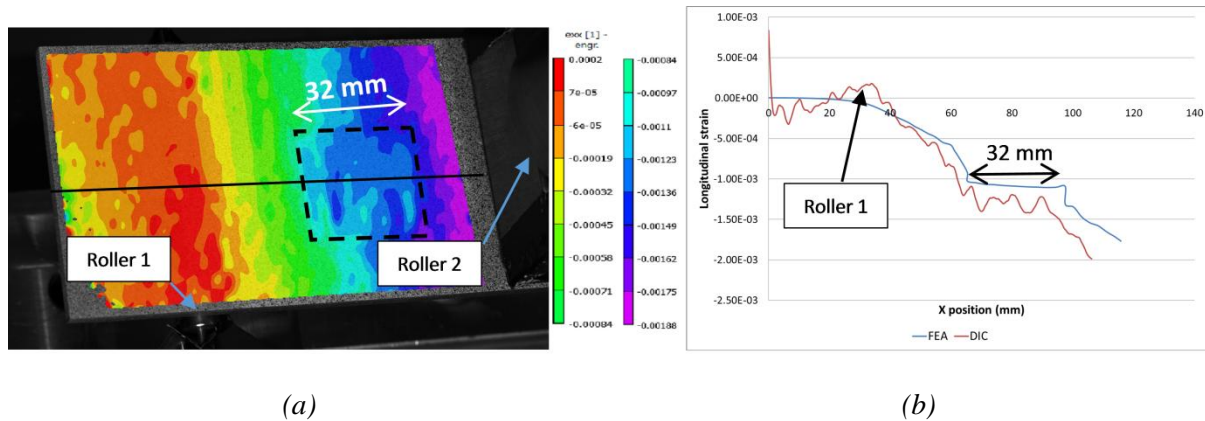 exx [1] -
engr.
0.0002
7e-05
-6e-05
-0.00019
-0.00032
-0.00045
-0.00058
-0.00071
-0.00084
-0.00084
-0.00097
-0.0011
-0.00123
-0.00136
-0.00149
-0.00162
-0.00175
-0.00188
32 mm
Roller 1
Roller 2
(a)
1.00E-03
5.00E-04
0.00E+00
-5.00E-04
-1.00E-03
-1.50E-03
-2.00E-03
-2.50E-03
Longitudinal strain
0 20 40 60 80 100 120 140
32 mm
Roller 1
X position (mm)
FEA DIC
(b)